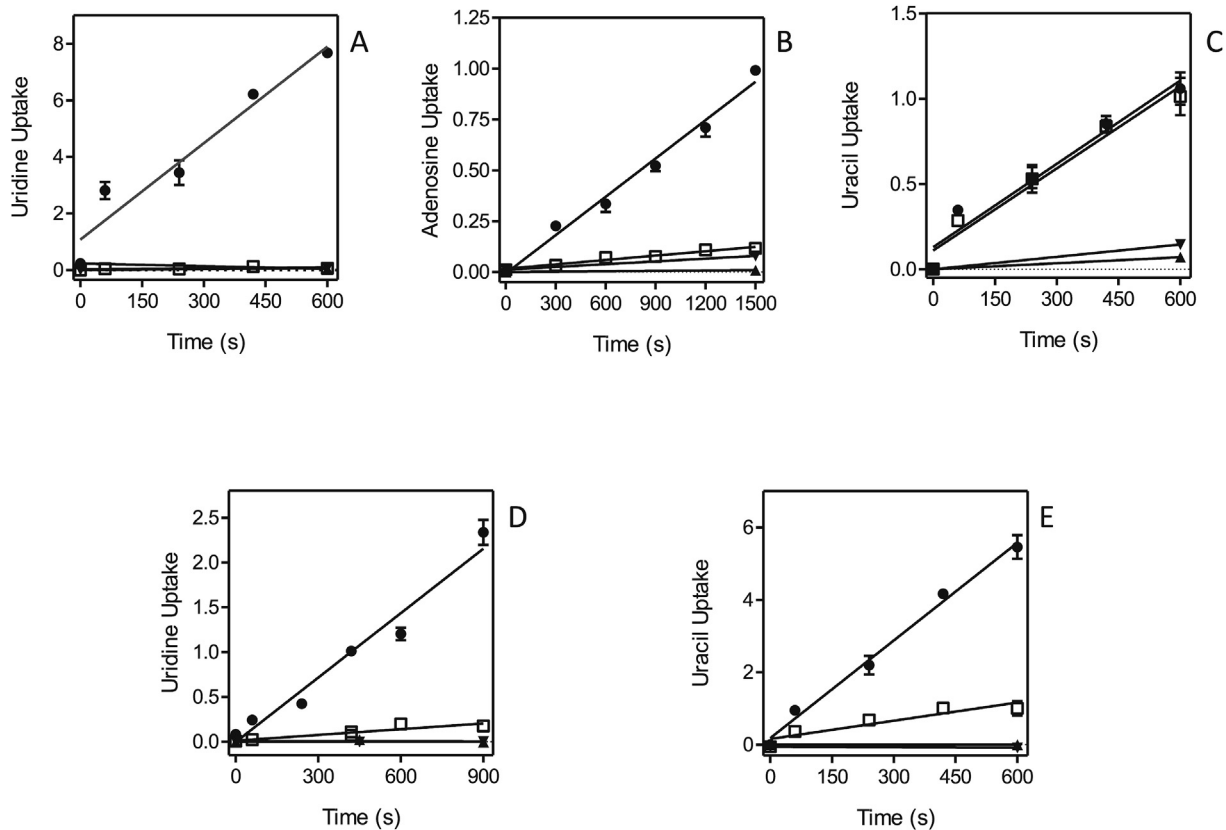 A
Uridine Uptake
8
6
4
2
0
0 150 300 450 600
Time (s)
B
Adenosine Uptake
1.25
1.00
0.75
0.50
0.25
0.00
0 300 600 900 1200 1500
Time (s)
C
Uracil Uptake
1.5
1.0
0.5
0.0
0 150 300 450 600
Time (s)
D
Uridine Uptake
2.5
2.0
1.5
1.0
0.5
0.0
0 300 600 900
Time (s)
E
Uracil Uptake
6
4
2
0
0 150 300 450 600
Time (s)